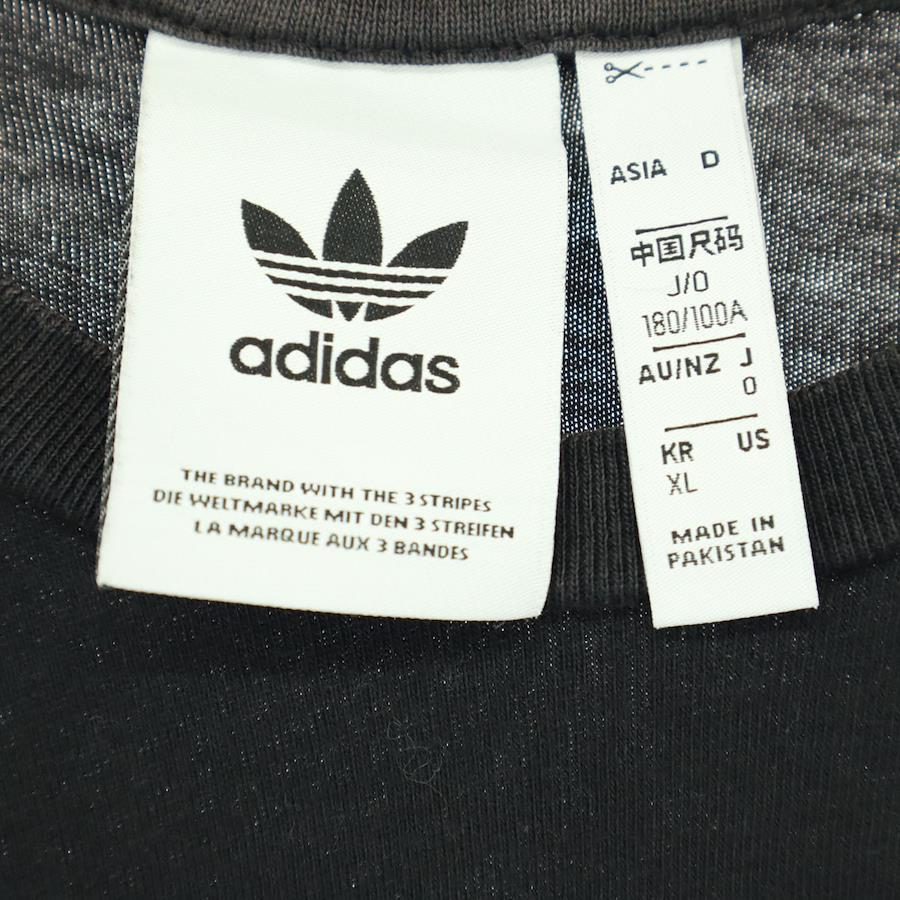 adidas
THE BRAND WITH THE 3 STRIPES
DIE WELTMARKE MIT DEN 3 STREIFEN
LA MARQUE AUX 3 BANDES
ASIA D
中国尺码
J/O
180/100A
AU/NZ J
O
KR US
XL
MADE IN
PAKISTAN